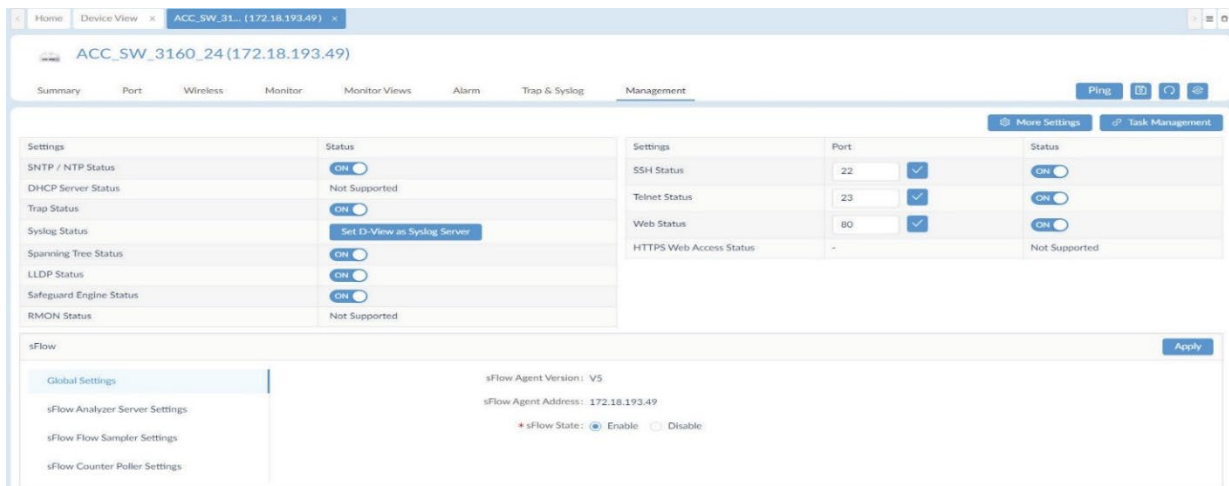 Home Device View × ACC_SW_31... (172.18.193.49) ×
ACC_SW_3160_24 (172.18.193.49)
Summary Port Wireless Monitor Monitor Views Alarm Trap & Syslog Management Ping
More Settings Task Management
Settings Status
SNTP / NTP Status ON
DHCP Server Status Not Supported
Trap Status ON
Syslog Status Set D-View as Syslog Server
Spanning Tree Status ON
LLDP Status ON
Safeguard Engine Status ON
RMON Status Not Supported
Settings Port Status
SSH Status 22 ON
Telnet Status 23 ON
Web Status 80 ON
HTTPS Web Access Status - Not Supported
sFlow Apply
Global Settings
sFlow Analyzer Server Settings
sFlow Flow Sampler Settings
sFlow Counter Poller Settings
sFlow Agent Version: V5
sFlow Agent Address: 172.18.193.49
* sFlow State: Enable Disable